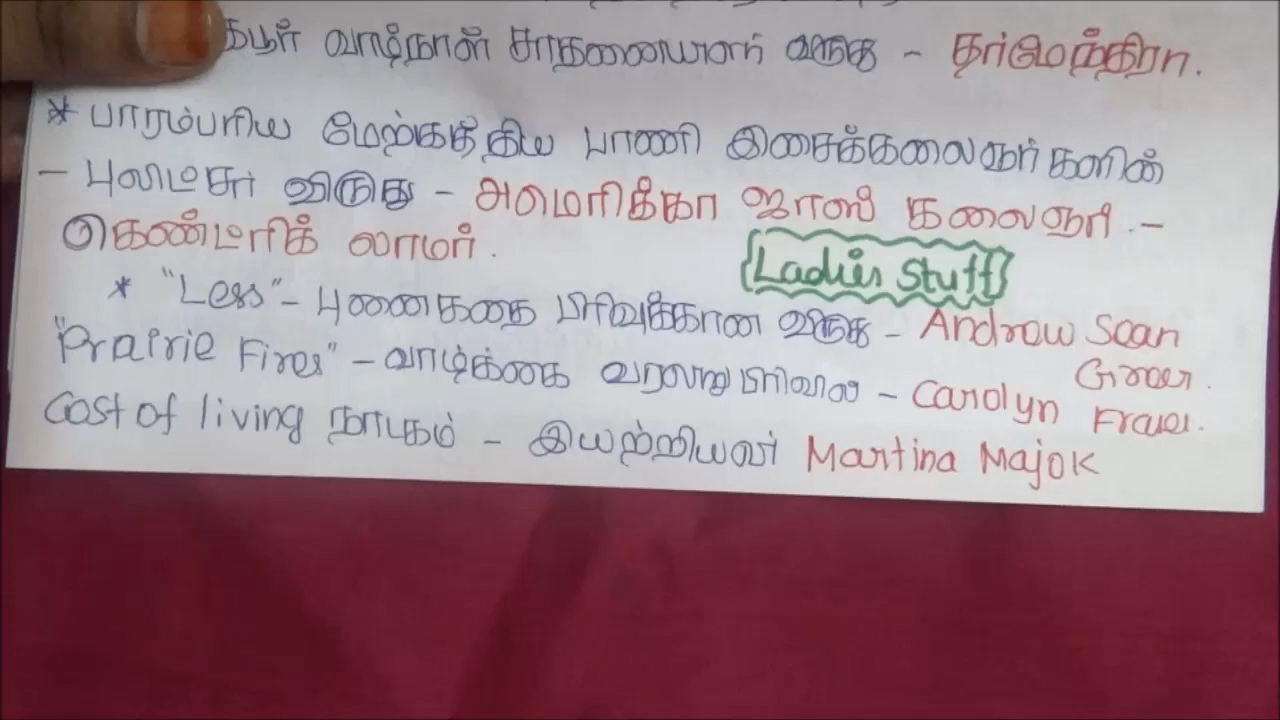 கபூர் வாழ்நாள் சாதனையாளர் விருது - தர்மேந்திரா.
* பாரம்பரிய மேற்கத்திய பாணி இசைக்கலைஞர்களின்
- புலிட்சர் விருது - அமெரிக்கா ஜாஸ் கலைஞர் . -
கெண்ட்ரிக் லாமர் .
{Ladies Stuff}
* "Less" - புனைகதை பிரிவுக்கான விருது - Andrew Sean
Greer .
"Prairie Fires" - வாழ்க்கை வரலாறு பிரிவில் - Carolyn Fraser.
Cost of living நாடகம் - இயற்றியவர் Martina Majok